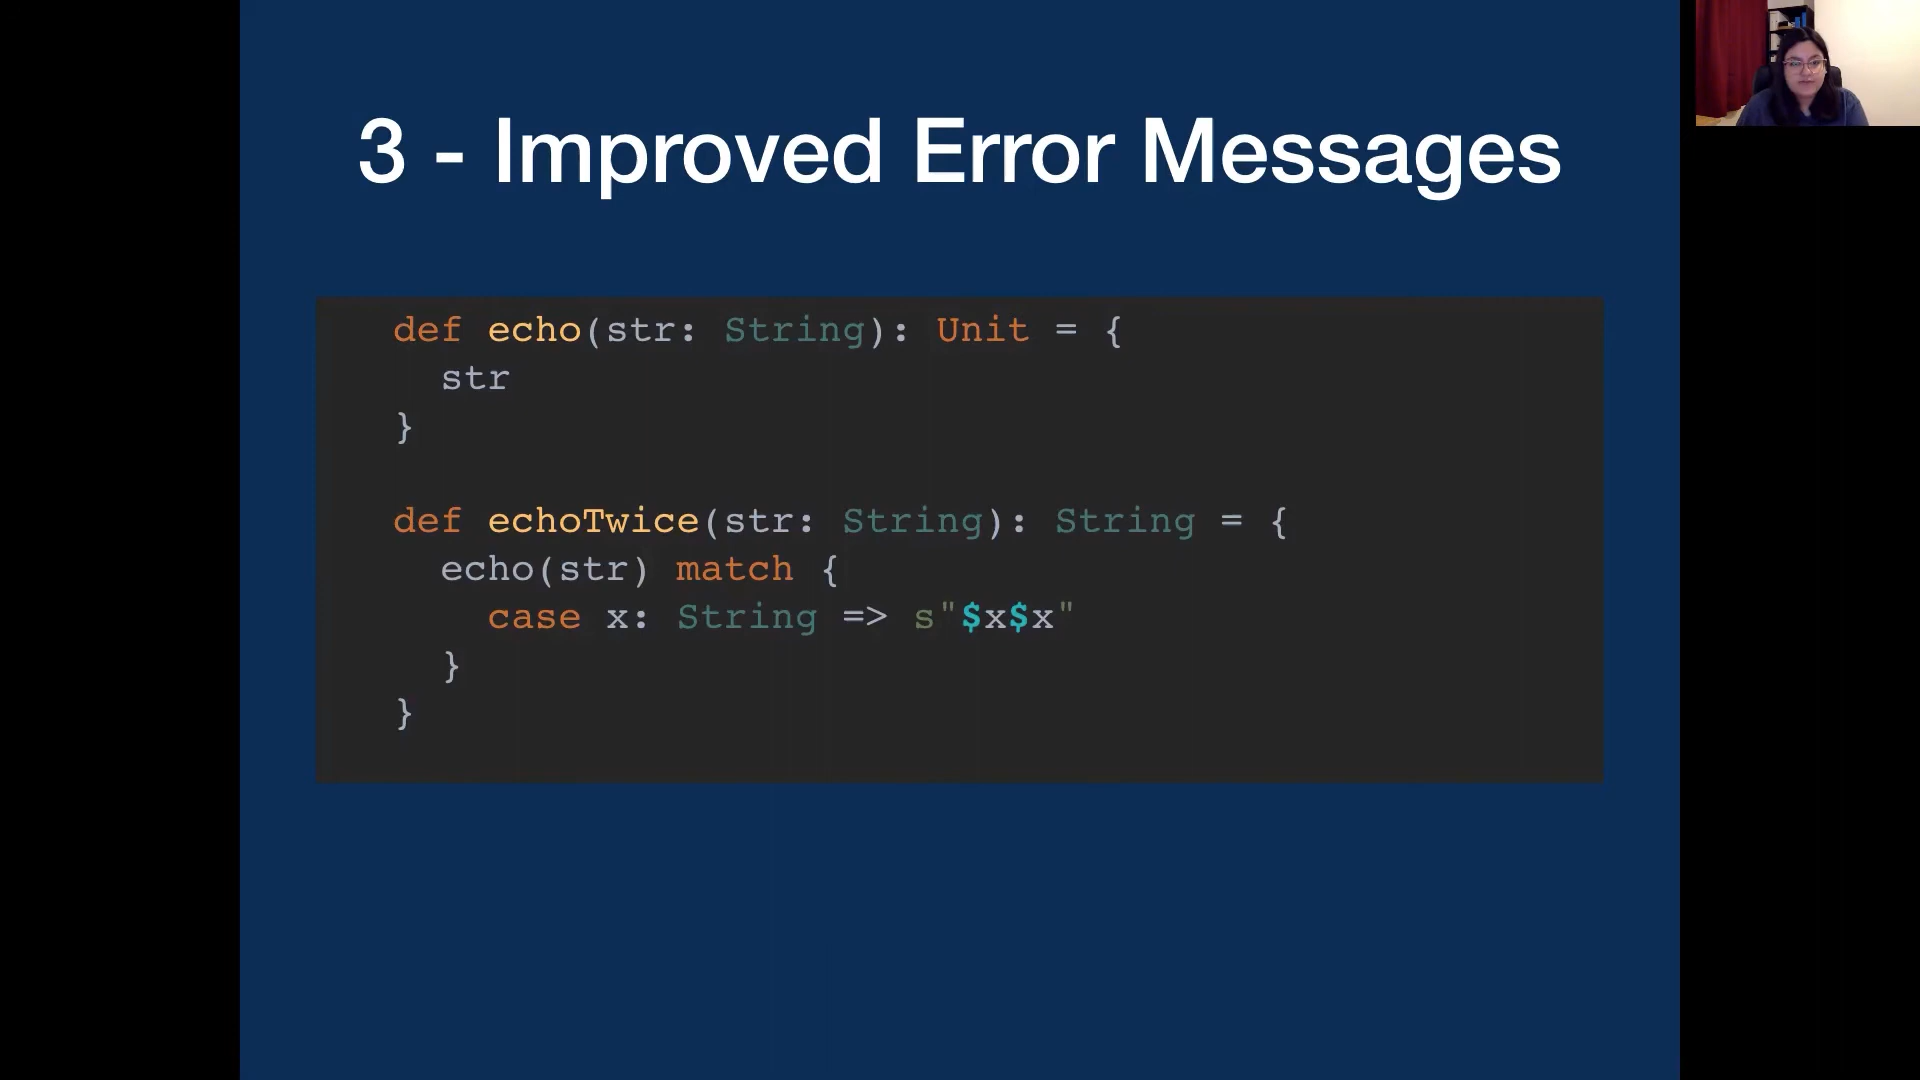 3 - Improved Error Messages
def echo(str: String): Unit = {
str
}
def echoTwice(str: String): String = {
echo(str) match {
case x: String => s"$x$x"
}
}